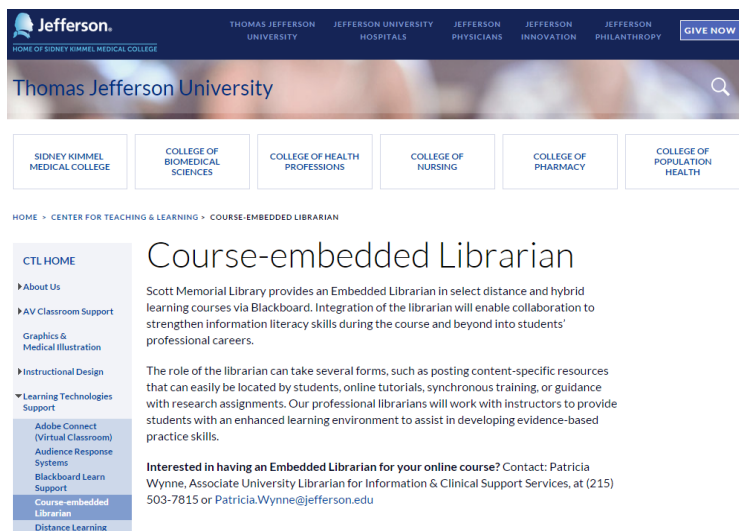 Jefferson.
HOME OF SIDNEY KIMMEL MEDICAL COLLEGE
THOMAS JEFFERSON
UNIVERSITY
JEFFERSON UNIVERSITY
HOSPITALS
JEFFERSON
PHYSICIANS
JEFFERSON
INNOVATION
JEFFERSON
PHILANTHROPY
GIVE NOW
Thomas Jefferson University
SIDNEY KIMMEL
MEDICAL COLLEGE
COLLEGE OF
BIOMEDICAL
SCIENCES
COLLEGE OF HEALTH
PROFESSIONS
COLLEGE OF
NURSING
COLLEGE OF
PHARMACY
COLLEGE OF
POPULATION
HEALTH
HOME > CENTER FOR TEACHING & LEARNING > COURSE-EMBEDDED LIBRARIAN
CTL HOME
About Us
AV Classroom Support
Graphics &
Medical Illustration
Instructional Design
Learning Technologies
Support
Adobe Connect
(Virtual Classroom)
Audience Response
Systems
Blackboard Learn
Support
Course-embedded
Librarian
Distance Learning
Course-embedded Librarian
Scott Memorial Library provides an Embedded Librarian in select distance and hybrid
learning courses via Blackboard. Integration of the librarian will enable collaboration to
strengthen information literacy skills during the course and beyond into students'
professional careers.
The role of the librarian can take several forms, such as posting content-specific resources
that can easily be located by students, online tutorials, synchronous training, or guidance
with research assignments. Our professional librarians will work with instructors to provide
students with an enhanced learning environment to assist in developing evidence-based
practice skills.
Interested in having an Embedded Librarian for your online course? Contact: Patricia
Wynne, Associate University Librarian for Information & Clinical Support Services, at (215)
503-7815 or Patricia.Wynne@jefferson.edu